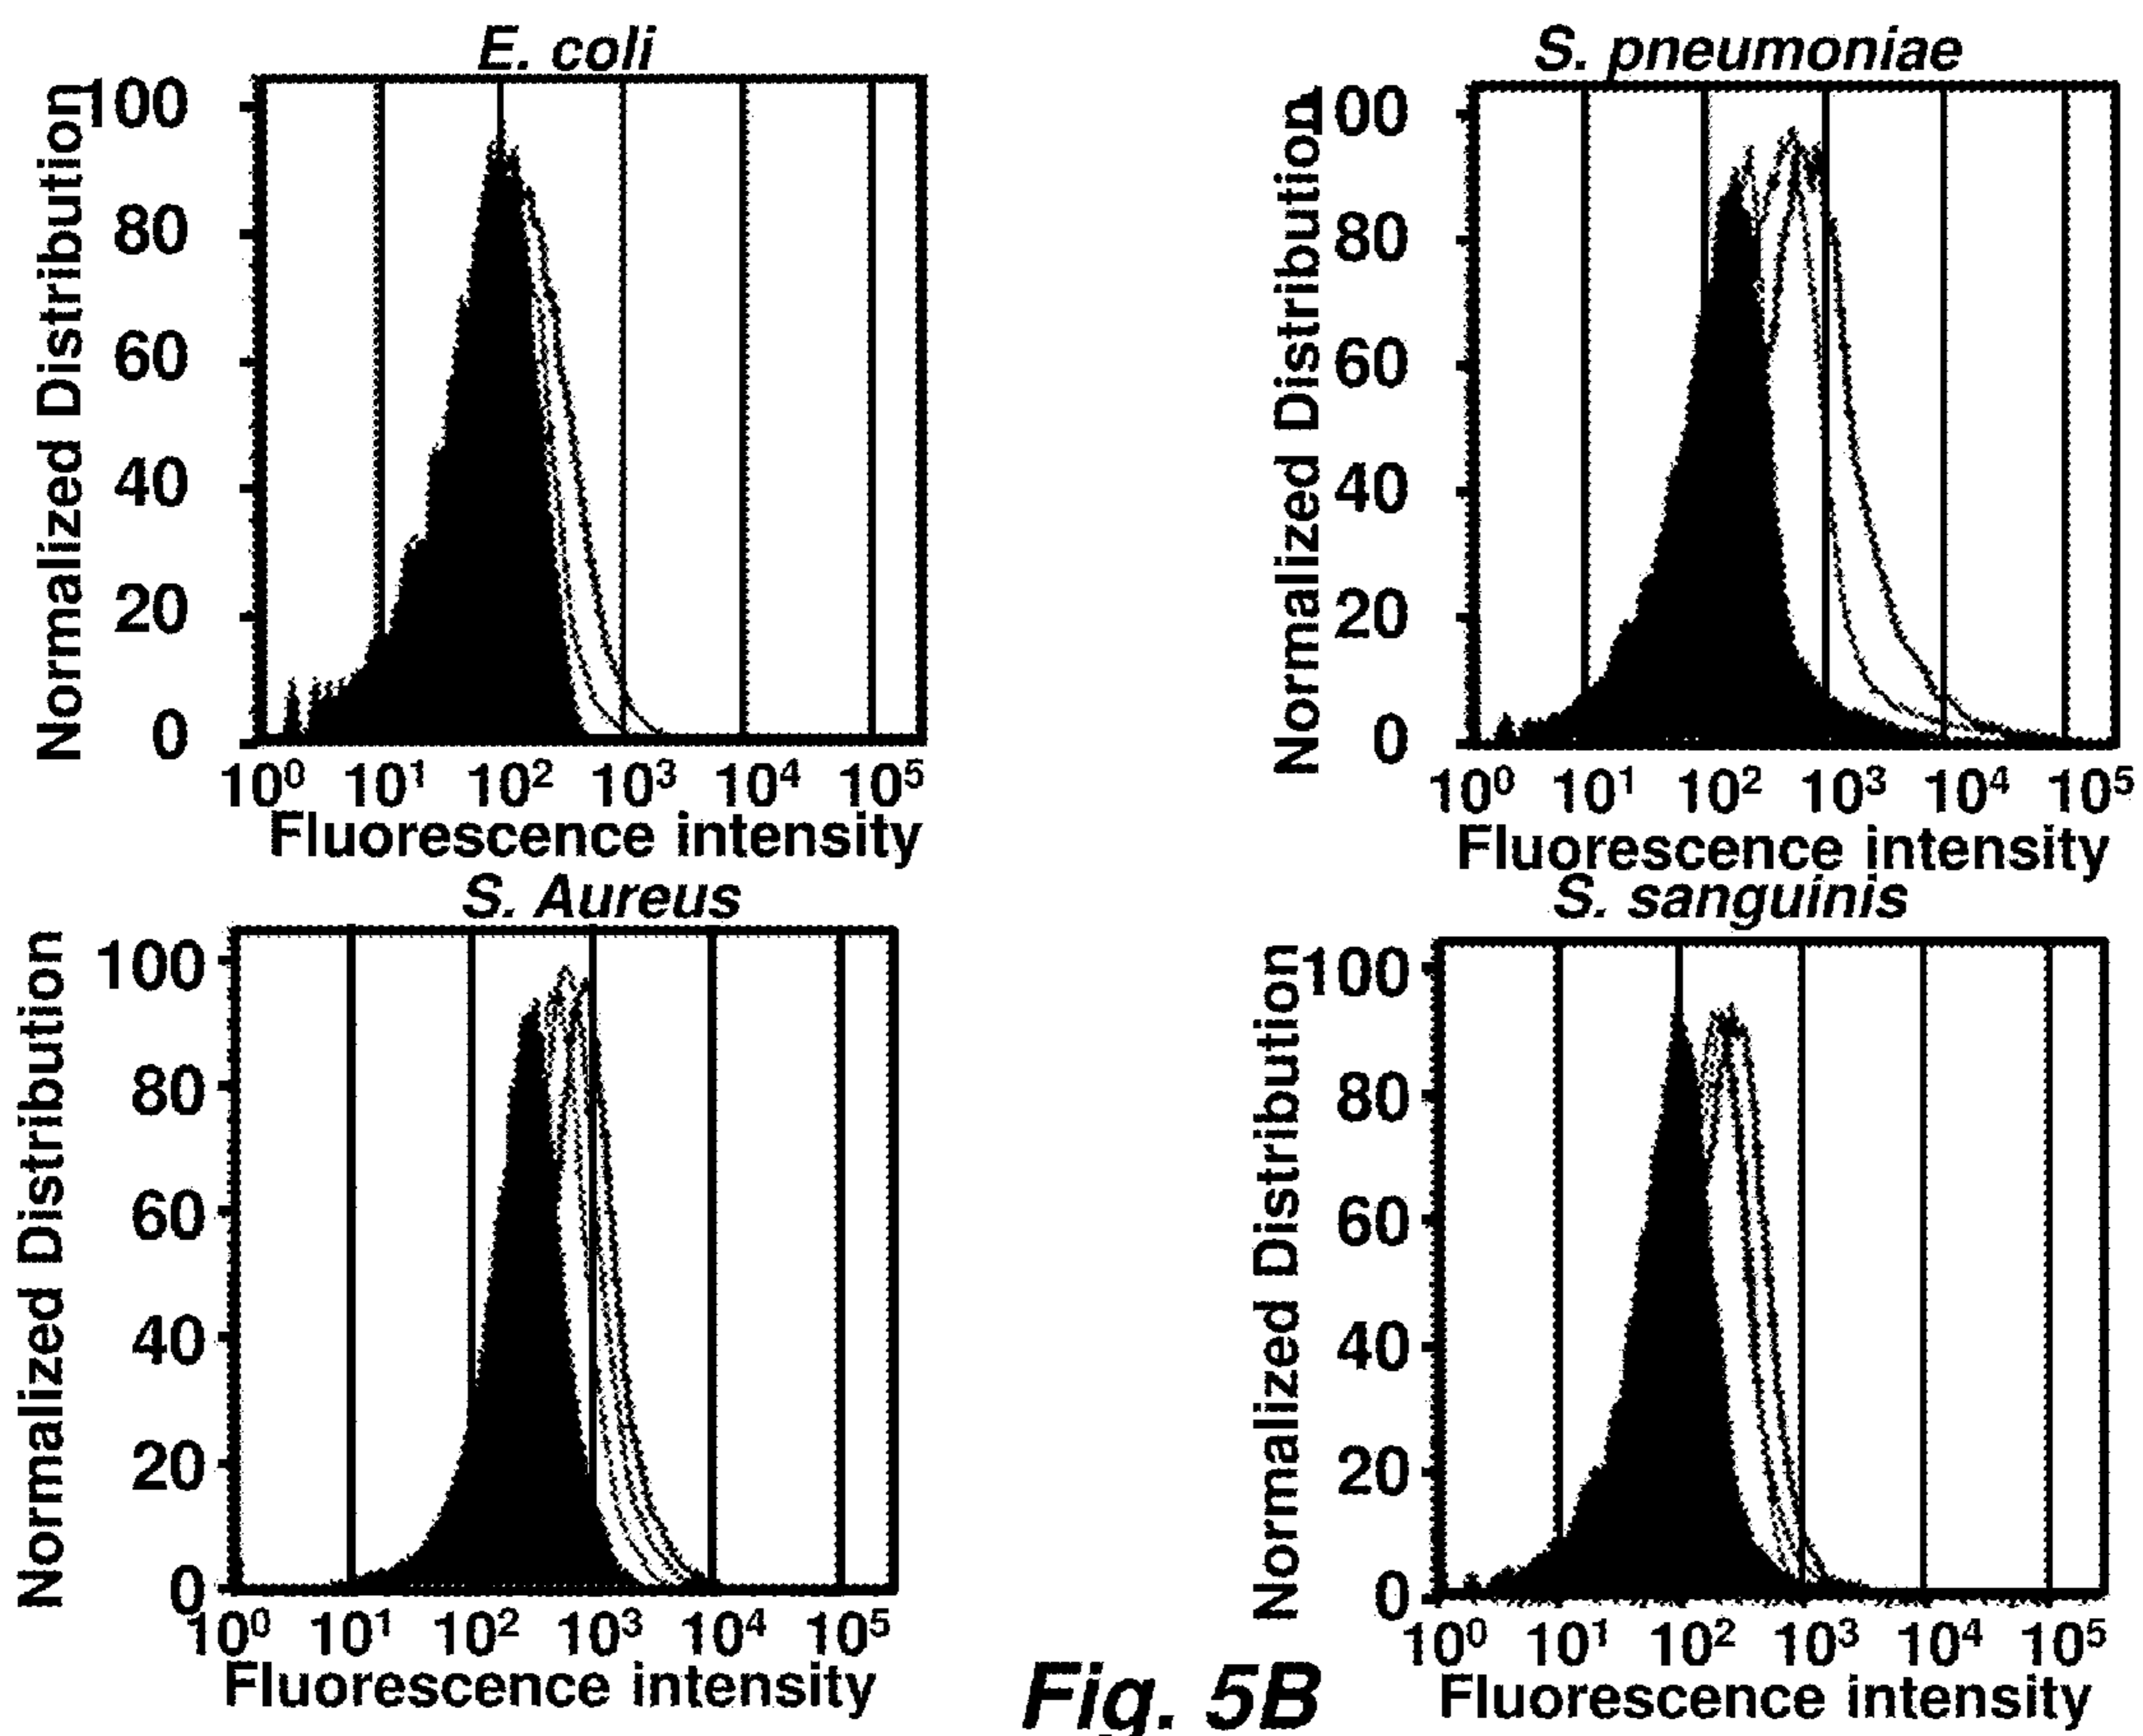 E. coli
Normalized Distribution
100
80
60
40
20
0
10⁰ 10¹ 10² 10³ 10⁴ 10⁵
Fluorescence intensity
S. pneumoniae
Normalized Distribution
100
80
60
40
20
0
10⁰ 10¹ 10² 10³ 10⁴ 10⁵
Fluorescence intensity
S. Aureus
Normalized Distribution
100
80
60
40
20
0
10⁰ 10¹ 10² 10³ 10⁴ 10⁵
Fluorescence intensity
S. sanguinis
Normalized Distribution
100
80
60
40
20
0
10⁰ 10¹ 10² 10³ 10⁴ 10⁵
Fluorescence intensity
Fig. 5B